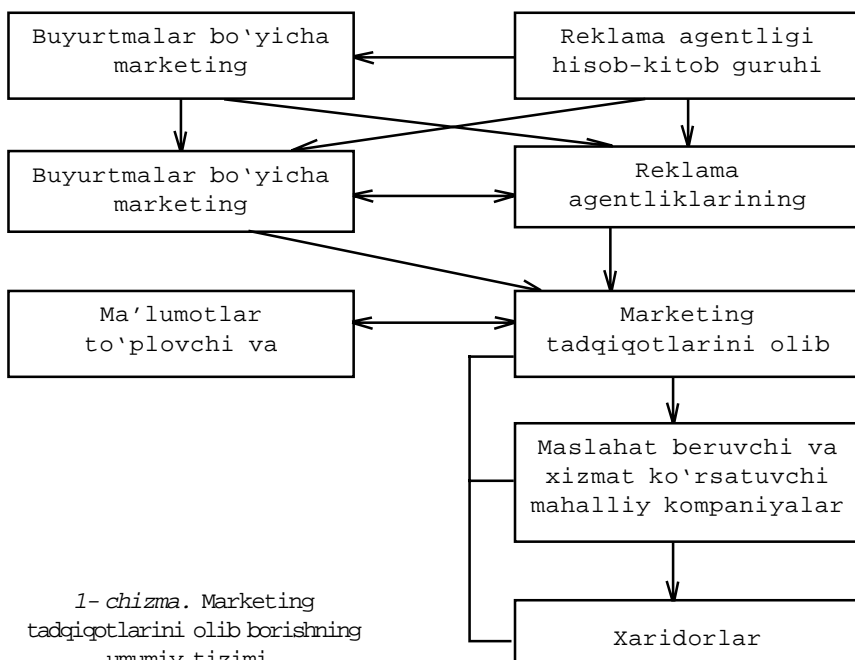 Buyurtmalar bo‘yicha
marketing
Reklama agentligi
hisob-kitob guruhi
Buyurtmalar bo‘yicha
marketing
Reklama
agentliklarining
Ma’lumotlar
to‘plovchi va
Marketing
tadqiqotlarini olib
Maslahat beruvchi va
xizmat ko‘rsatuvchi
mahalliy kompaniyalar
Xaridorlar
1- chizma. Marketing
tadqiqotlarini olib borishning
umumiy tizimi